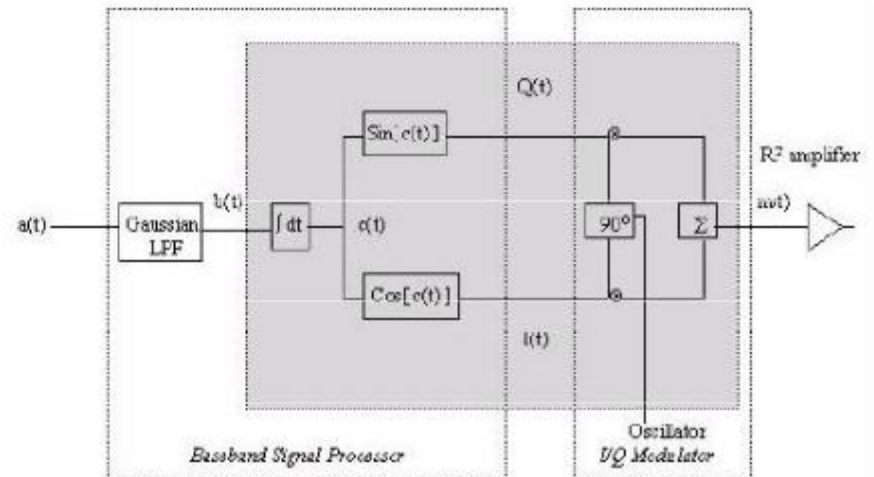 Q(t)
Sin[c(t)]
RF amplifier
a(t)
Gaussian
LPF
b(t)
∫ dt
c(t)
90°
Σ
m(t)
Cos[c(t)]
I(t)
Oscillator
Baseband Signal Processor
I/Q Modulator